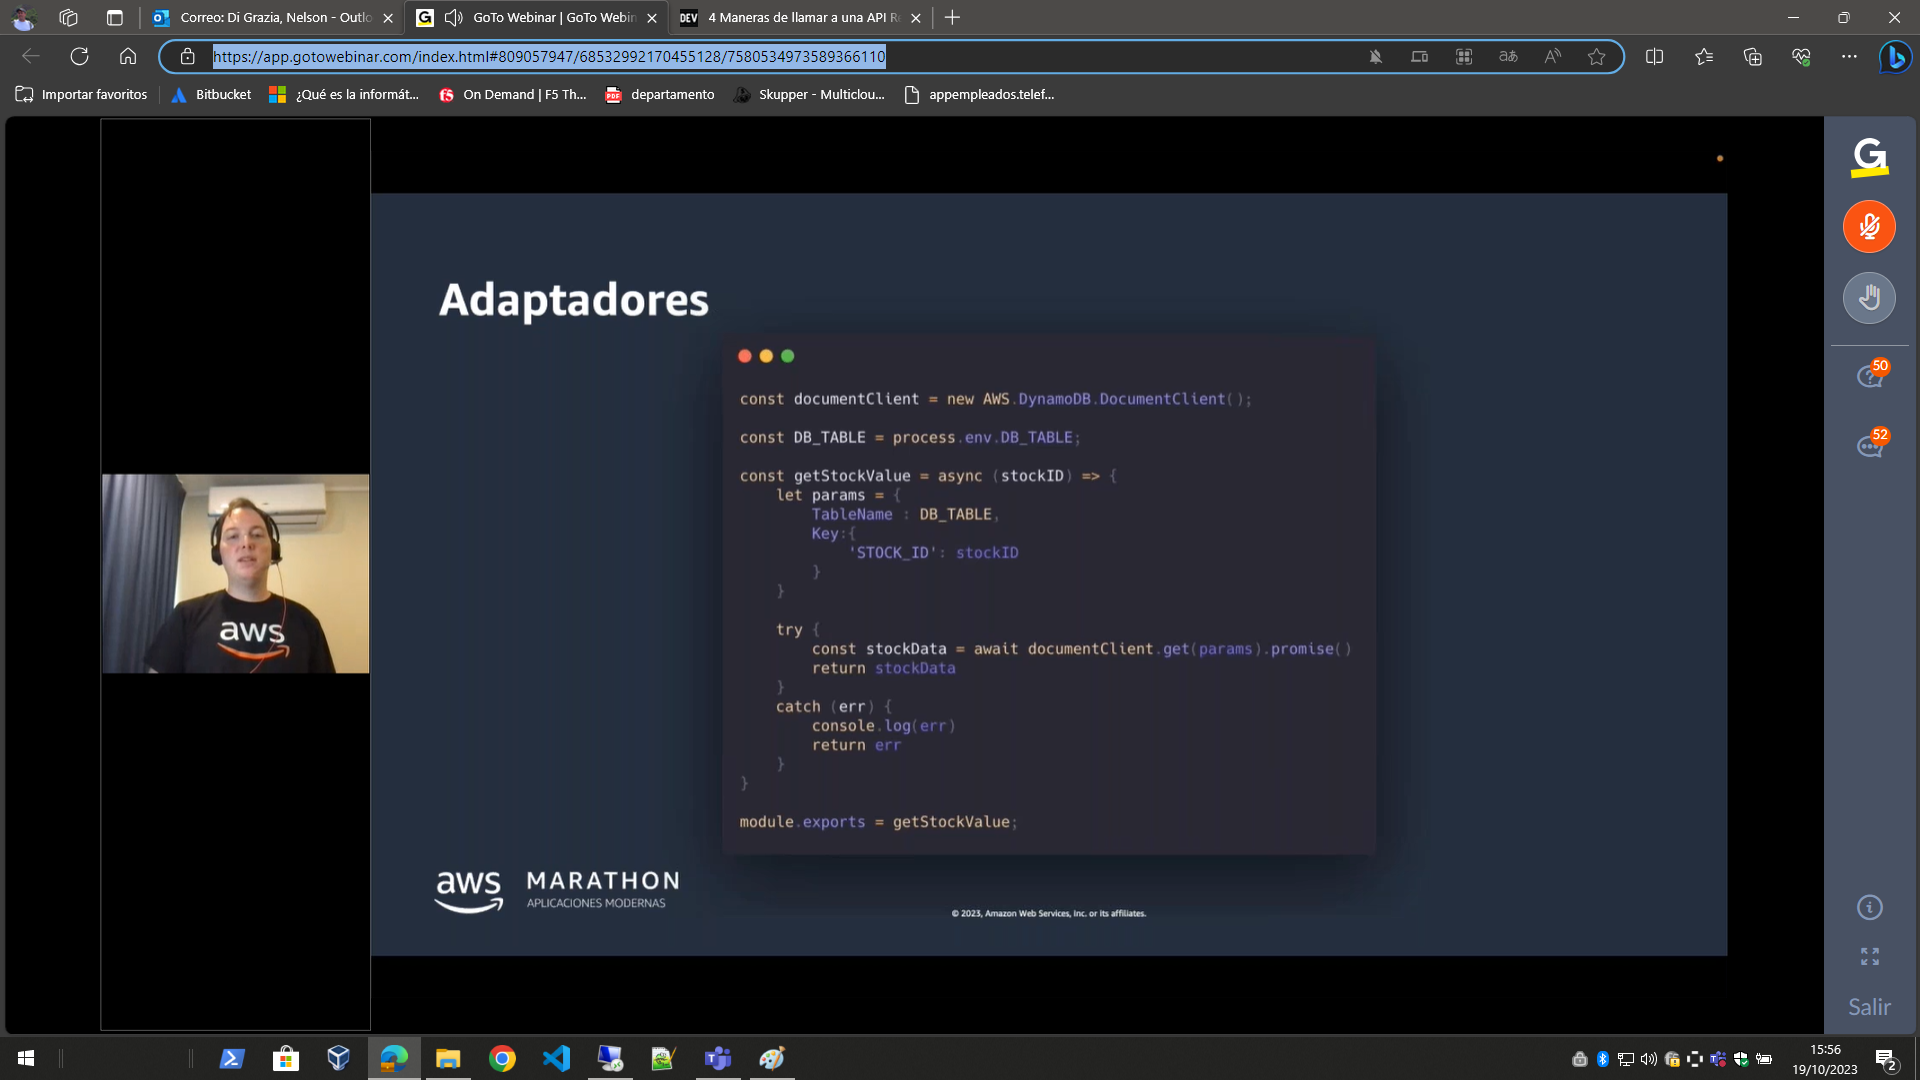 Correo: Di Grazia, Nelson - Outlo
GoTo Webinar | GoTo Webin
DEV
4 Maneras de llamar a una API Re
https://app.gotowebinar.com/index.html#809057947/68532992170455128/7580534973589366110
Importar favoritos
Bitbucket
¿Qué es la informát...
On Demand | F5 Th...
departamento
Skupper - Multiclou...
appempleados.telef...
Adaptadores
const documentClient = new AWS.DynamoDB.DocumentClient();
const DB_TABLE = process.env.DB_TABLE;
const getStockValue = async (stockID) => {
let params = {
TableName : DB_TABLE,
Key:{
'STOCK_ID': stockID
}
}
try {
const stockData = await documentClient.get(params).promise()
return stockData
}
catch (err) {
console.log(err)
return err
}
}
module.exports = getStockValue;
aws
aws MARATHON
APLICACIONES MODERNAS
© 2023, Amazon Web Services, Inc. or its affiliates.
G
50
52
Salir
15:56
19/10/2023
2